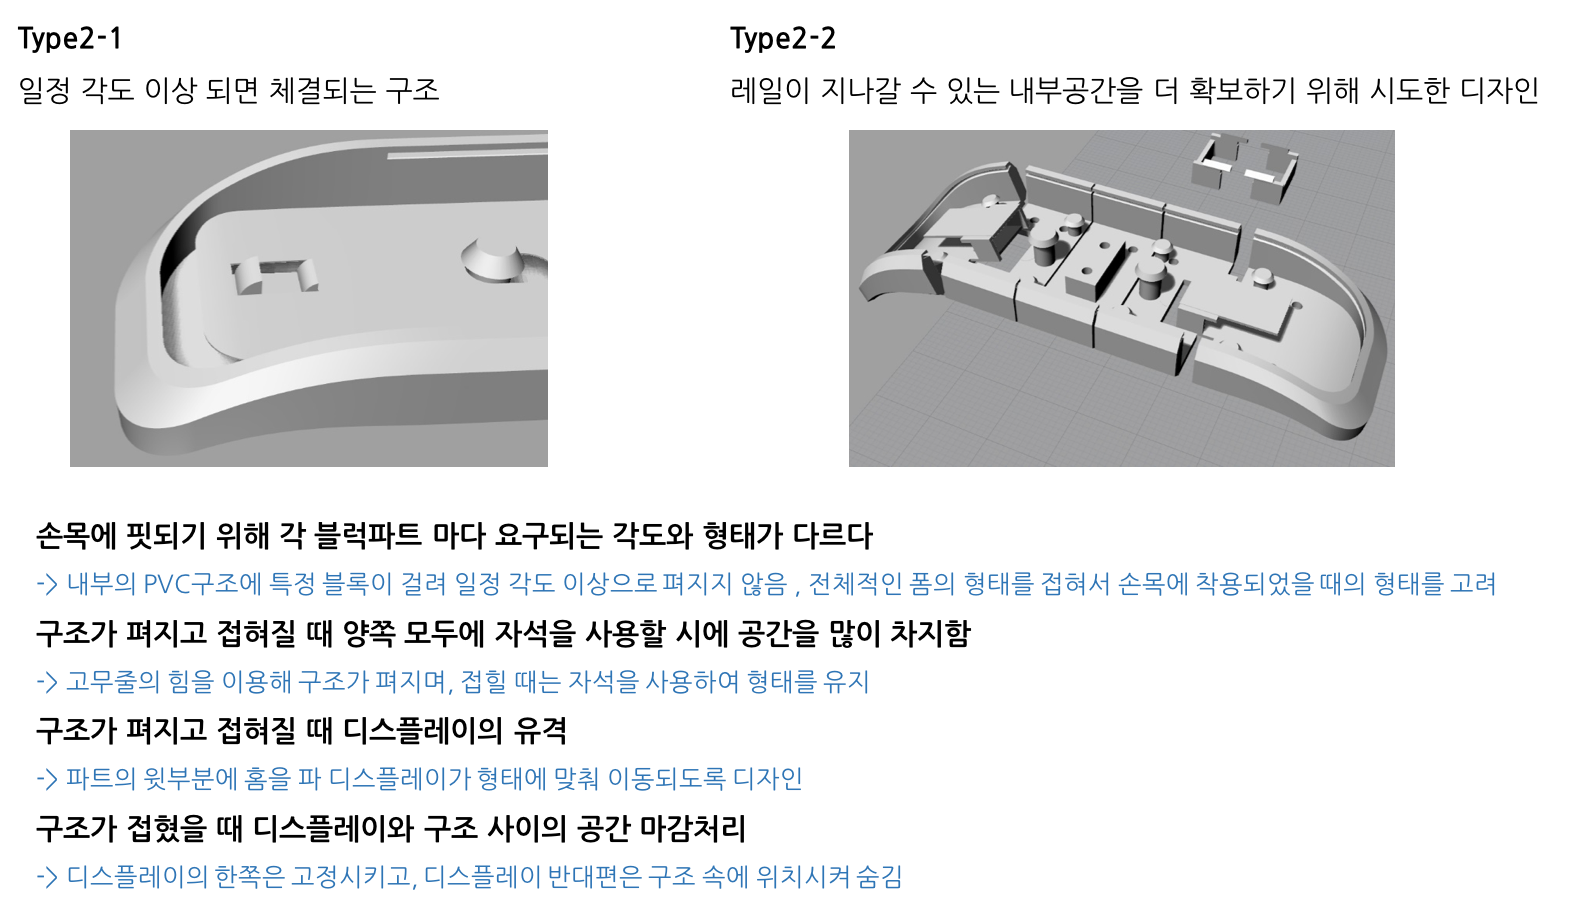 Type2-1
일정 각도 이상 되면 체결되는 구조
Type2-2
레일이 지나갈 수 있는 내부공간을 더 확보하기 위해 시도한 디자인
손목에 핏되기 위해 각 블럭파트 마다 요구되는 각도와 형태가 다르다
-> 내부의 PVC구조에 특정 블록이 걸려 일정 각도 이상으로 펴지지 않음 , 전체적인 폼의 형태를 접혀서 손목에 착용되었을 때의 형태를 고려
구조가 펴지고 접혀질 때 양쪽 모두에 자석을 사용할 시에 공간을 많이 차지함
-> 고무줄의 힘을 이용해 구조가 펴지며, 접힐 때는 자석을 사용하여 형태를 유지
구조가 펴지고 접혀질 때 디스플레이의 유격
-> 파트의 윗부분에 홈을 파 디스플레이가 형태에 맞춰 이동되도록 디자인
구조가 접혔을 때 디스플레이와 구조 사이의 공간 마감처리
-> 디스플레이의 한쪽은 고정시키고, 디스플레이 반대편은 구조 속에 위치시켜 숨김